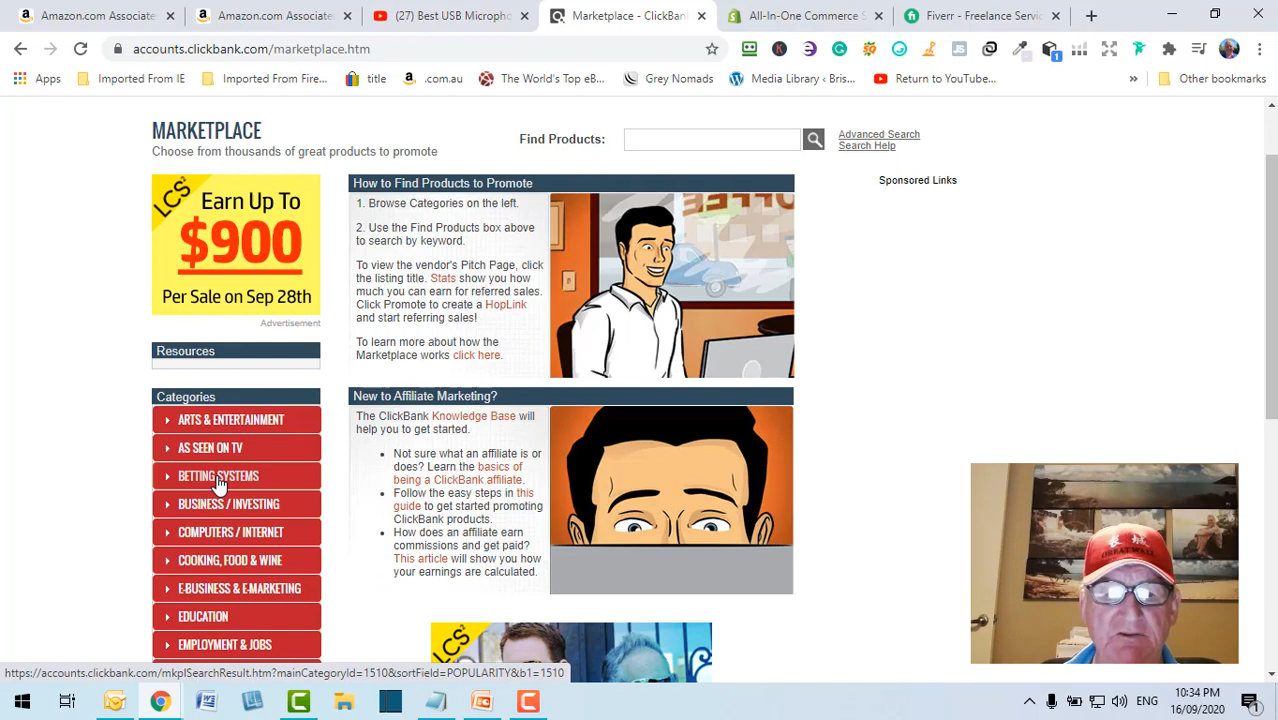 Amazon.com Associate
Amazon.com Associate
(27) Best USB Microph
Marketplace - ClickBan
All-In-One Commerce S
Fiverr - Freelance Servi
accounts.clickbank.com/marketplace.htm
1
Apps
Imported From IE
Imported From Fire...
title
.com.au
The World's Top eB...
Grey Nomads
Media Library ‹ Bris...
Return to YouTube...
»
Other bookmarks
MARKETPLACE
Choose from thousands of great products to promote
Find Products:
Advanced Search
Search Help
Sponsored Links
LCS²
Earn Up To
$900
Per Sale on Sep 28th
Advertisement
Resources
Categories
ARTS & ENTERTAINMENT
AS SEEN ON TV
BETTING SYSTEMS
BUSINESS / INVESTING
COMPUTERS / INTERNET
COOKING, FOOD & WINE
E-BUSINESS & E-MARKETING
EDUCATION
EMPLOYMENT & JOBS
How to Find Products to Promote
1. Browse Categories on the left.
2. Use the Find Products box above
to search by keyword.
To view the vendor's Pitch Page, click
the listing title. Stats show you how
much you can earn for referred sales.
Click Promote to create a HopLink
and start referring sales!
To learn more about how the
Marketplace works click here.
COFFEE
New to Affiliate Marketing?
The ClickBank Knowledge Base will
help you to get started.
Not sure what an affiliate is or
does? Learn the basics of
being a ClickBank affiliate.
Follow the easy steps in this
guide to get started promoting
ClickBank products.
How does an affiliate earn
commissions and get paid?
This article will show you how
your earnings are calculated.
LCS²
GREAT WALL
https://accounts.clickbank.com/mkplSearchResult.htm?mainCategoryId=1510&sortField=POPULARITY&b1=1510
ENG
10:34 PM
16/09/2020